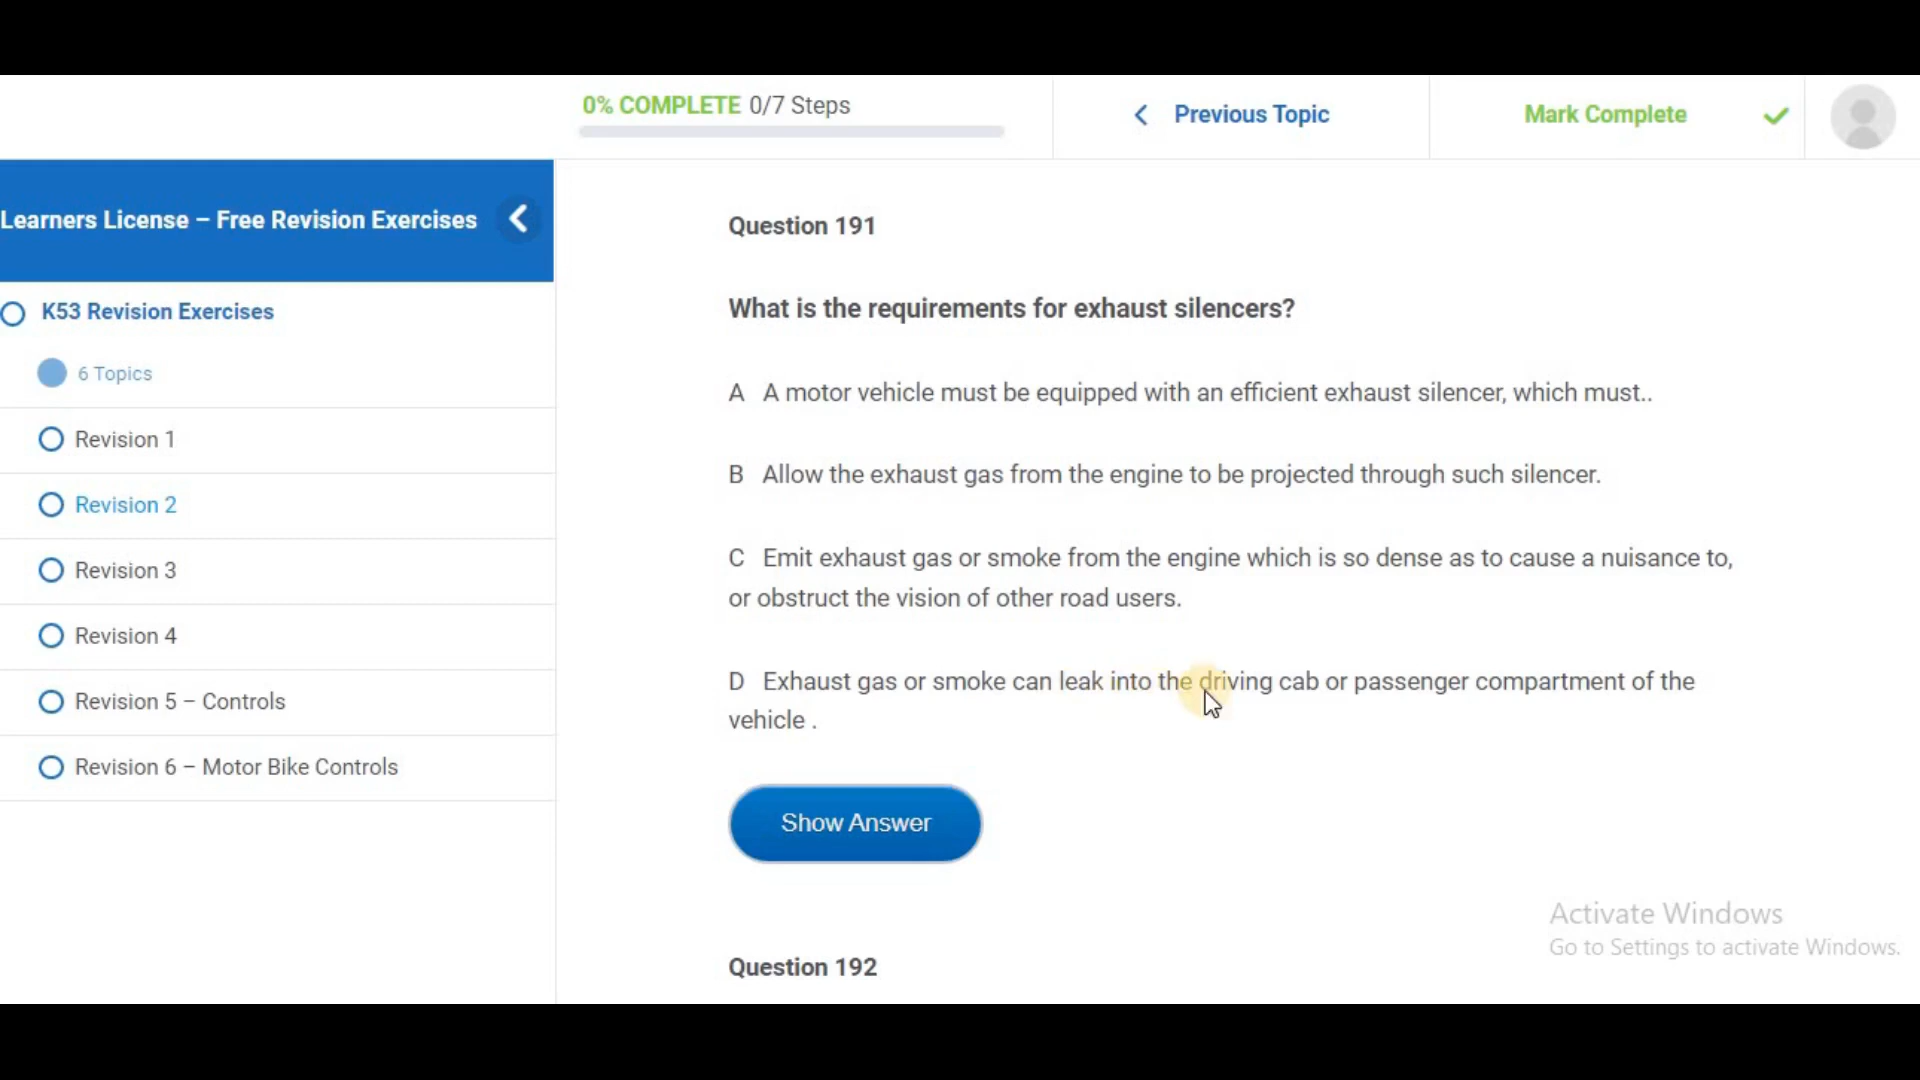 0% COMPLETE 0/7 Steps
Previous Topic
Mark Complete
Learners License – Free Revision Exercises
K53 Revision Exercises
6 Topics
Revision 1
Revision 2
Revision 3
Revision 4
Revision 5 – Controls
Revision 6 – Motor Bike Controls
Question 191
What is the requirements for exhaust silencers?
A A motor vehicle must be equipped with an efficient exhaust silencer, which must..
B Allow the exhaust gas from the engine to be projected through such silencer.
C Emit exhaust gas or smoke from the engine which is so dense as to cause a nuisance to,
or obstruct the vision of other road users.
D Exhaust gas or smoke can leak into the driving cab or passenger compartment of the
vehicle .
Show Answer
Question 192
Activate Windows
Go to Settings to activate Windows.